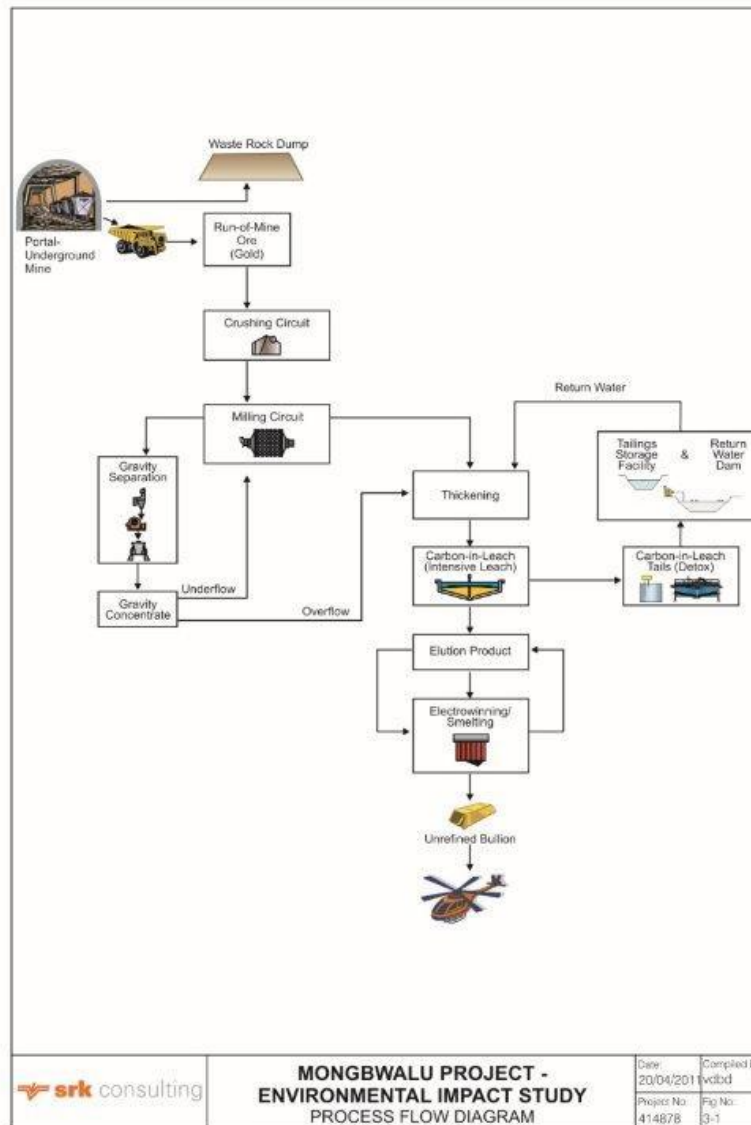 Waste Rock Dump
Portal-
Underground
Mine
Run-of-Mine
Ore
(Gold)
Crushing Circuit
Milling Circuit
Return Water
Gravity
Separation
Tailings
Storage
Facility
&
Return
Water
Dam
Thickening
Carbon-in-Leach
(Intensive Leach)
Carbon-in-Leach
Tails (Detox)
Underflow
Gravity
Concentrate
Overflow
Elution Product
Electrowinning/
Smelting
Unrefined Bullion
srk consulting
MONGBWALU PROJECT -
ENVIRONMENTAL IMPACT STUDY
PROCESS FLOW DIAGRAM
Date:
20/04/2011
Compiled
vdbd
Project No:
414878
Fig No:
3-1